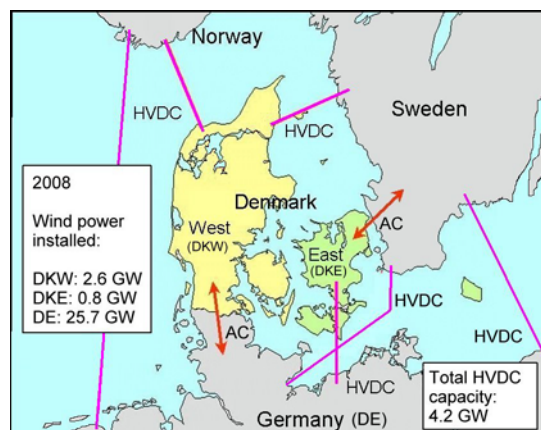 Norway
HVDC
HVDC
Sweden
2008
Wind power
installed:
DKW: 2.6 GW
DKE: 0.8 GW
DE: 25.7 GW
Denmark
West
(DKW)
East
(DKE)
AC
AC
HVDC
HVDC
HVDC
Germany (DE)
Total HVDC
capacity:
4.2 GW